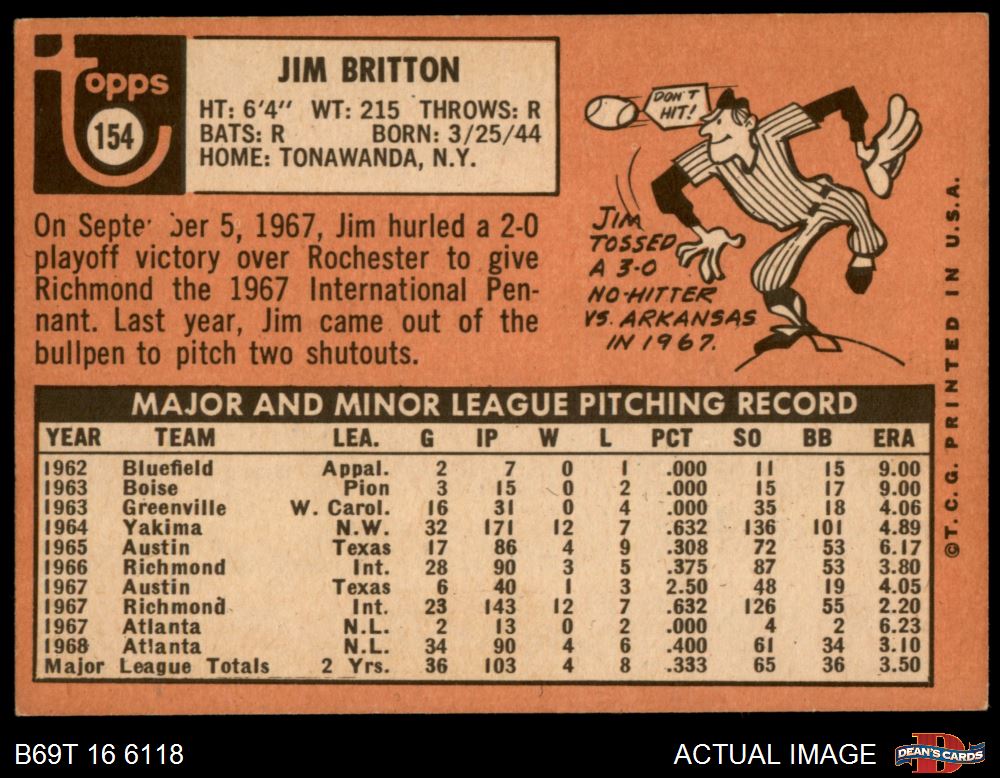 topps
154
JIM BRITTON
HT: 6'4" WT: 215 THROWS: R
BATS: R BORN: 3/25/44
HOME: TONAWANDA, N.Y.
On Septe ber 5, 1967, Jim hurled a 2-0
playoff victory over Rochester to give
Richmond the 1967 International Pen-
nant. Last year, Jim came out of the
bullpen to pitch two shutouts.
DON'T
HIT!
JIM
TOSSED
A 3-0
NO-HITTER
VS. ARKANSAS
IN 1967.
MAJOR AND MINOR LEAGUE PITCHING RECORD
YEAR TEAM LEA. G IP W L PCT SO BB ERA
1962 Bluefield Appal. 2 7 0 1 .000 11 15 9.00
1963 Boise Pion 3 15 0 2 .000 15 17 9.00
1963 Greenville W. Carol. 16 31 0 4 .000 35 18 4.06
1964 Yakima N.W. 32 171 12 7 .632 136 101 4.89
1965 Austin Texas 17 86 4 9 .308 72 53 6.17
1966 Richmond Int. 28 90 3 5 .375 87 53 3.80
1967 Austin Texas 6 40 1 3 2.50 48 19 4.05
1967 Richmond Int. 23 143 12 7 .632 126 55 2.20
1967 Atlanta N.L. 2 13 0 2 .000 4 2 6.23
1968 Atlanta N.L. 34 90 4 6 .400 61 34 3.10
Major League Totals 2 Yrs. 36 103 4 8 .333 65 36 3.50
©T.C.G. PRINTED IN U.S.A.
B69T 16 6118
ACTUAL IMAGE
DEAN'S CARDS